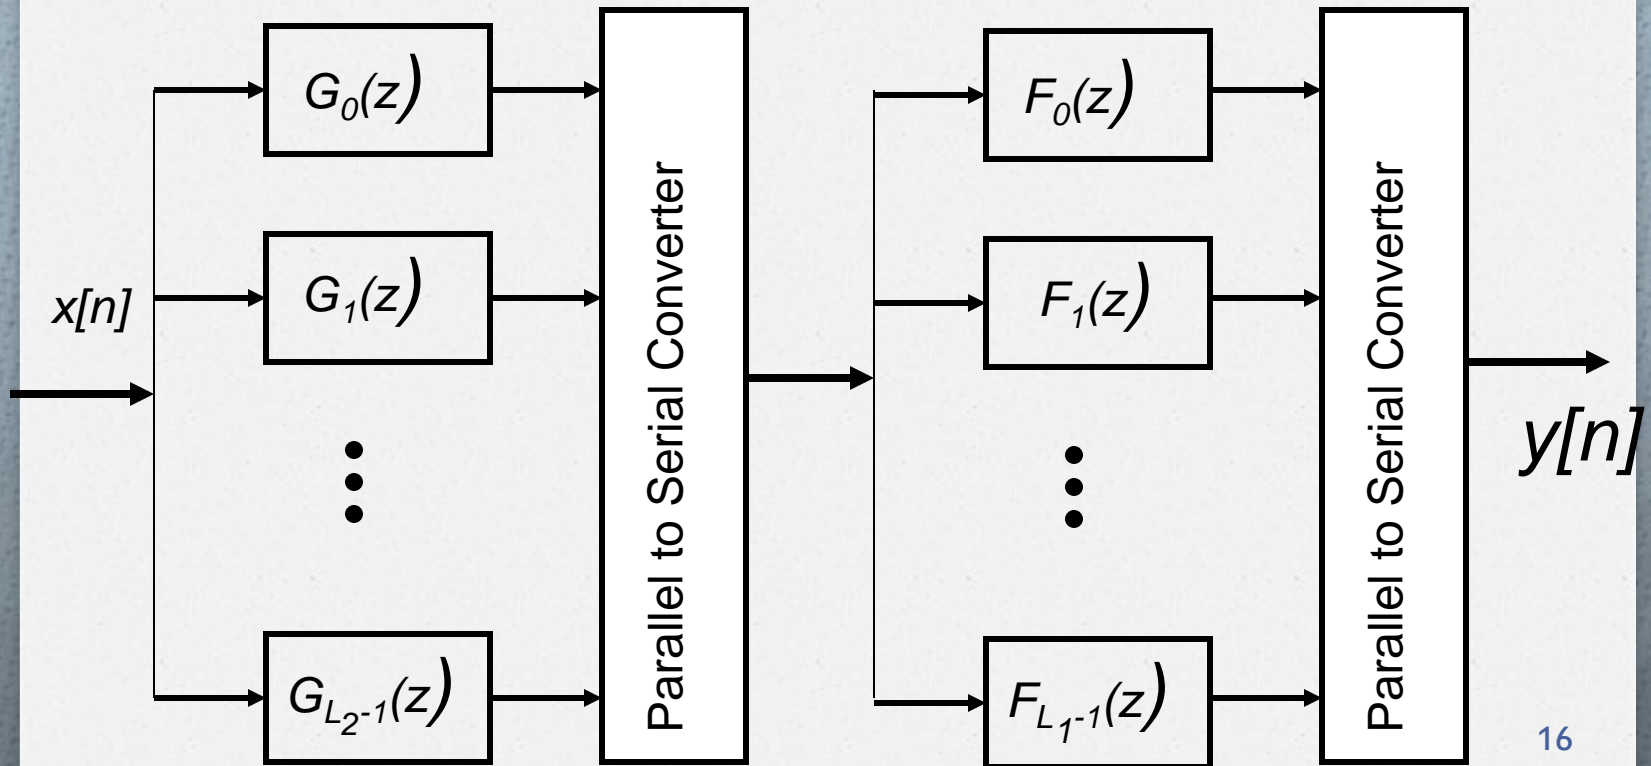 x[n]
G0(z)
G1(z)
GL2-1(z)
Parallel to Serial Converter
F0(z)
F1(z)
FL1-1(z)
Parallel to Serial Converter
y[n]
16